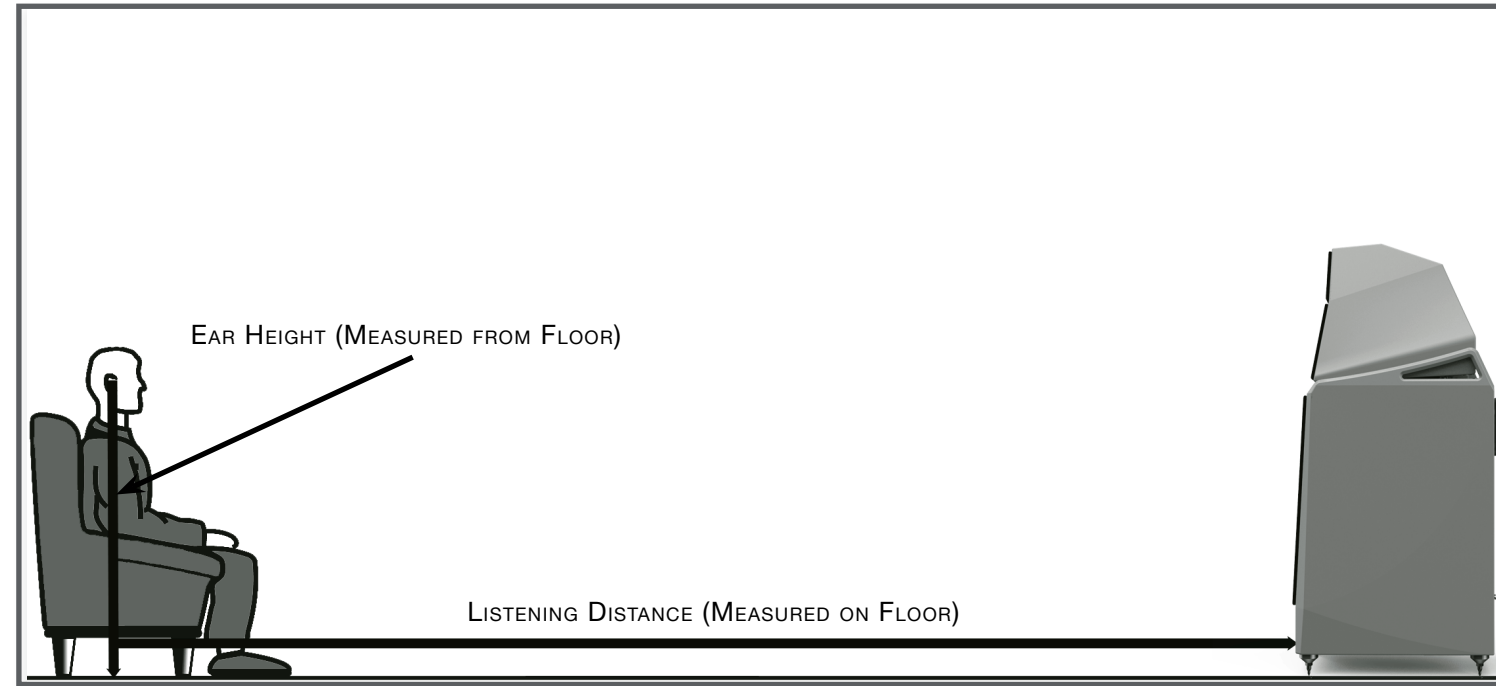 Ear Height (Measured from Floor)
Listening Distance (Measured on Floor)